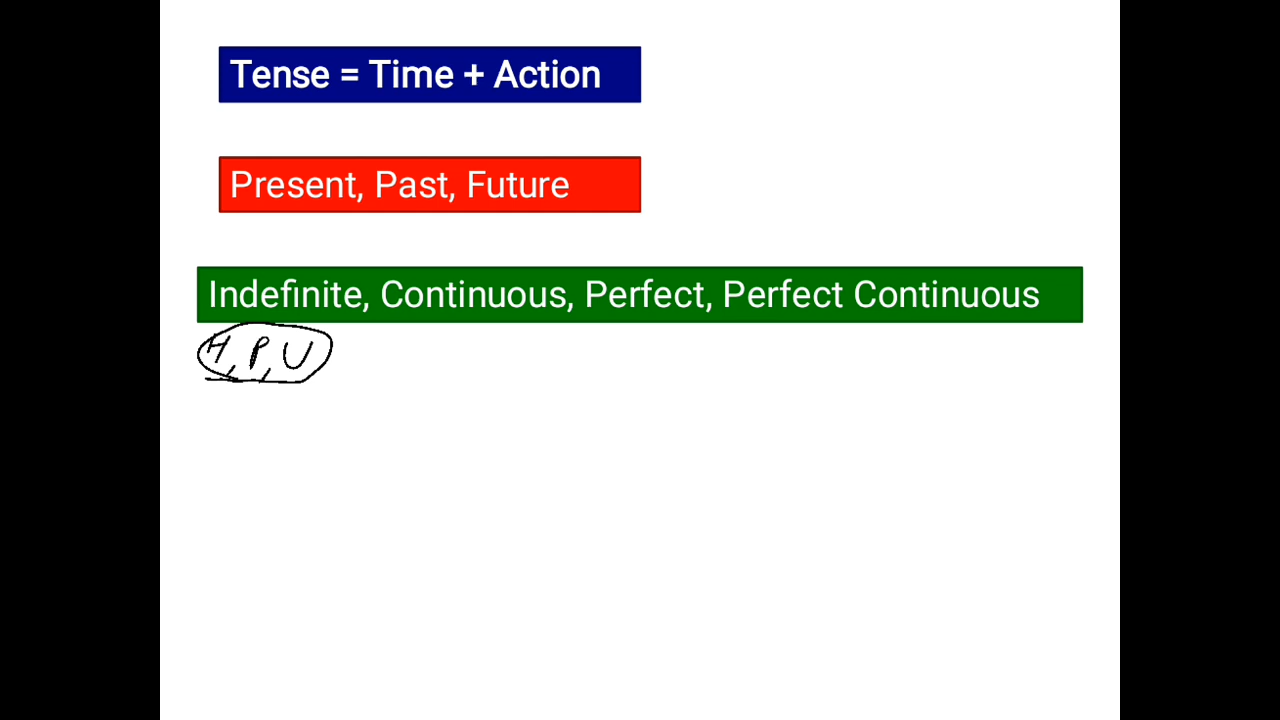 Tense = Time + Action
Present, Past, Future
Indefinite, Continuous, Perfect, Perfect Continuous
H, P, U